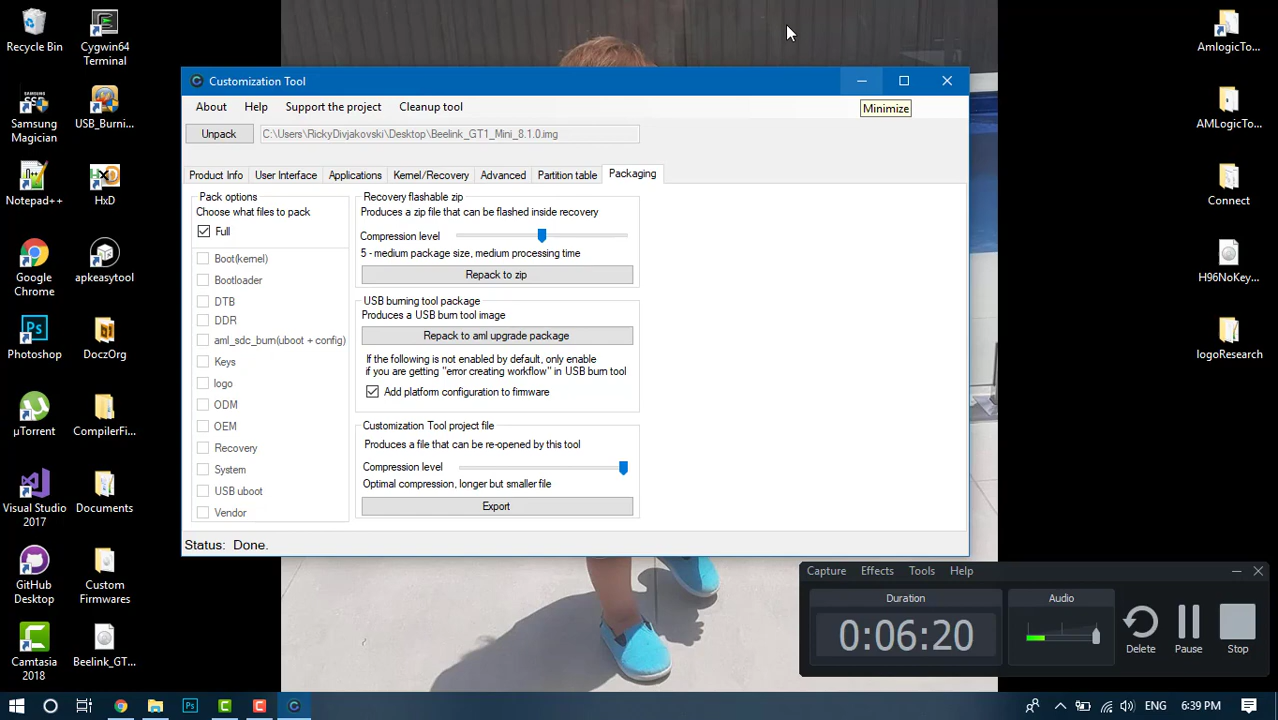 Recycle Bin
Cygwin64
Terminal
Samsung
Magician
USB_Burni...
Notepad++
HxD
Google
Chrome
apkeasytool
Photoshop
DoczOrg
µTorrent
CompilerFi...
Visual Studio
2017
Documents
GitHub
Desktop
Custom
Firmwares
Camtasia
2018
Beelink_GT...
AmlogicTo...
AMLogicTo...
Connect
H96NoKey...
logoResearch
Customization Tool
Minimize
About
Help
Support the project
Cleanup tool
Unpack
C:\Users\RickyDivjakovski\Desktop\Beelink_GT1_Mini_8.1.0.img
Product Info
User Interface
Applications
Kernel/Recovery
Advanced
Partition table
Packaging
Pack options
Choose what files to pack
Full
Boot(kernel)
Bootloader
DTB
DDR
aml_sdc_burn(uboot + config)
Keys
logo
ODM
OEM
Recovery
System
USB uboot
Vendor
Recovery flashable zip
Produces a zip file that can be flashed inside recovery
Compression level
5 - medium package size, medium processing time
Repack to zip
USB burning tool package
Produces a USB burn tool image
Repack to aml upgrade package
If the following is not enabled by default, only enable
if you are getting "error creating workflow" in USB burn tool
Add platform configuration to firmware
Customization Tool project file
Produces a file that can be re-opened by this tool
Compression level
Optimal compression, longer but smaller file
Export
Status: Done.
Capture
Effects
Tools
Help
Duration
0:06:20
Audio
Delete
Pause
Stop
ENG
6:39 PM